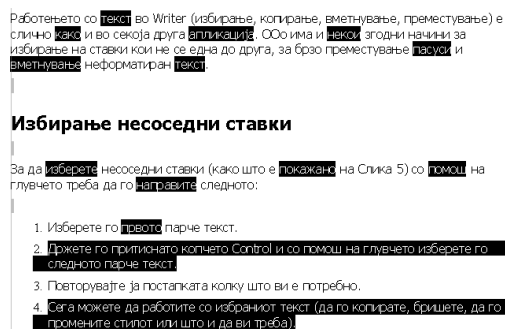 Работењето со текст во Writer (избирање, копирање, вметнување, преместување) е
слично како и во секоја друга апликација. ООо има и некои згодни начини за
избирање на ставки кои не се една до друга, за брзо преместување пасуси и
вметнување неформатиран текст.
Избирање несоседни ставки
За да изберете несоседни ставки (како што е покажано на Слика 5) со помош на
глувчето треба да го направите следното:
1. Изберете го првото парче текст.
2. Држете го притиснато копчето Control и со помош на глувчето изберете го
следното парче текст.
3. Повторувајте ја постапката колку што ви е потребно.
4. Сега можете да работите со избраниот текст (да го копирате, бришете, да го
промените стилот или што и да ви треба).